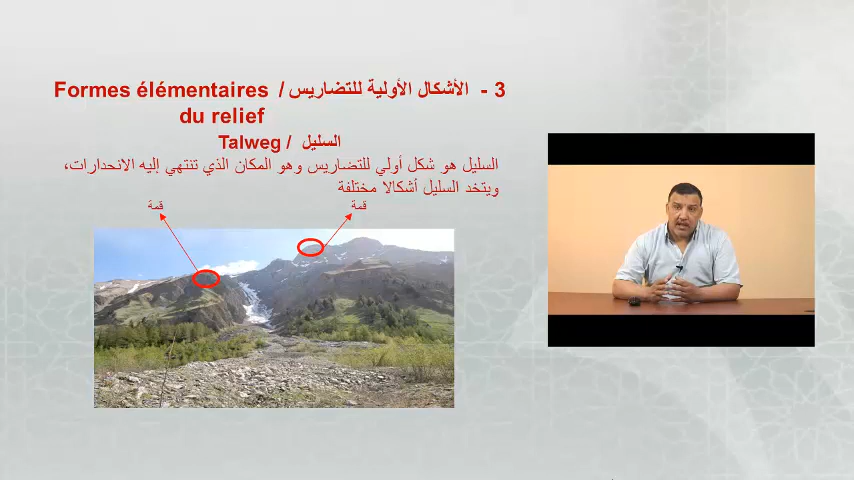 3 - الأشكال الأولية للتضاريس / Formes élémentaires
du relief
السليل / Talweg
السليل هو شكل أولي للتضاريس وهو المكان الذي تنتهي إليه الانحدارات،
ويتخد السليل أشكالا مختلفة
قمة
قمة